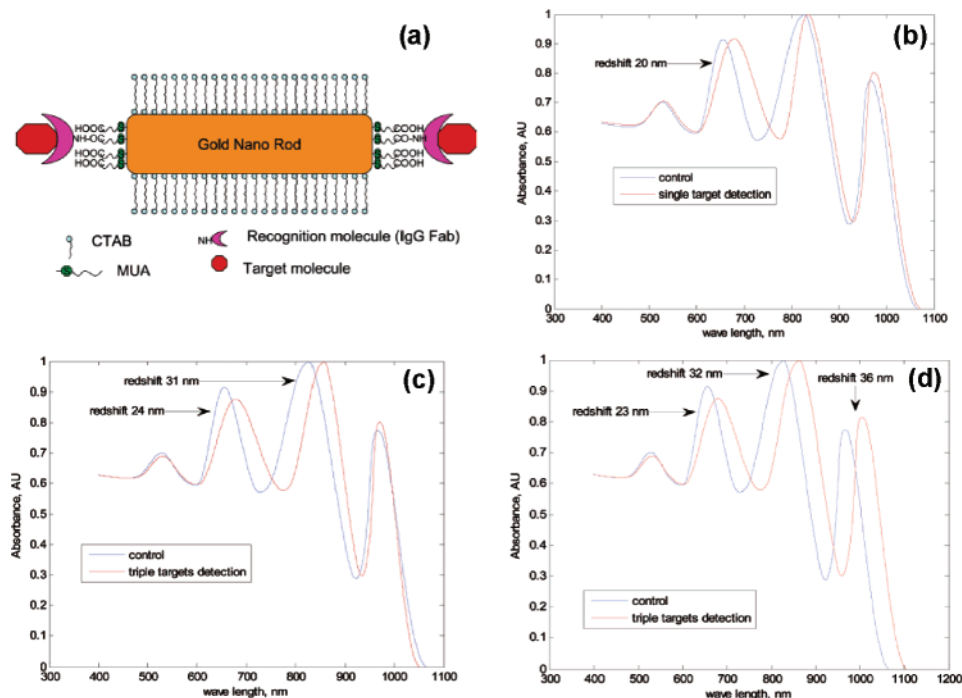 (a)
HOOC
NH-OC
HOOC
HOOC
S
S
S
S
Gold Nano Rod
S
S
S
S
COOH
CO-NH
COOH
COOH
CTAB
S
MUA
NH
Recognition molecule (IgG Fab)
Target molecule
(b)
redshift 20 nm
control
single target detection
Absorbance, AU
1
0.9
0.8
0.7
0.6
0.5
0.4
0.3
0.2
0.1
0
300 400 500 600 700 800 900 1000 1100
wave length, nm
(c)
redshift 31 nm
redshift 24 nm
control
triple targets detection
Absorbance, AU
1
0.9
0.8
0.7
0.6
0.5
0.4
0.3
0.2
0.1
0
300 400 500 600 700 800 900 1000 1100
wave length, nm
(d)
redshift 32 nm
redshift 36 nm
redshift 23 nm
control
triple targets detection
Absorbance, AU
1
0.9
0.8
0.7
0.6
0.5
0.4
0.3
0.2
0.1
0
300 400 500 600 700 800 900 1000 1100 1200
wave length, nm